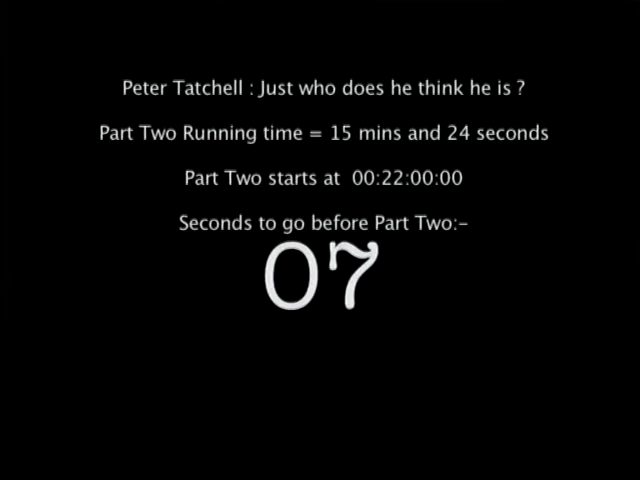 Peter Tatchell : Just who does he think he is ?
Part Two Running time = 15 mins and 24 seconds
Part Two starts at  00:22:00:00
Seconds to go before Part Two:-
07